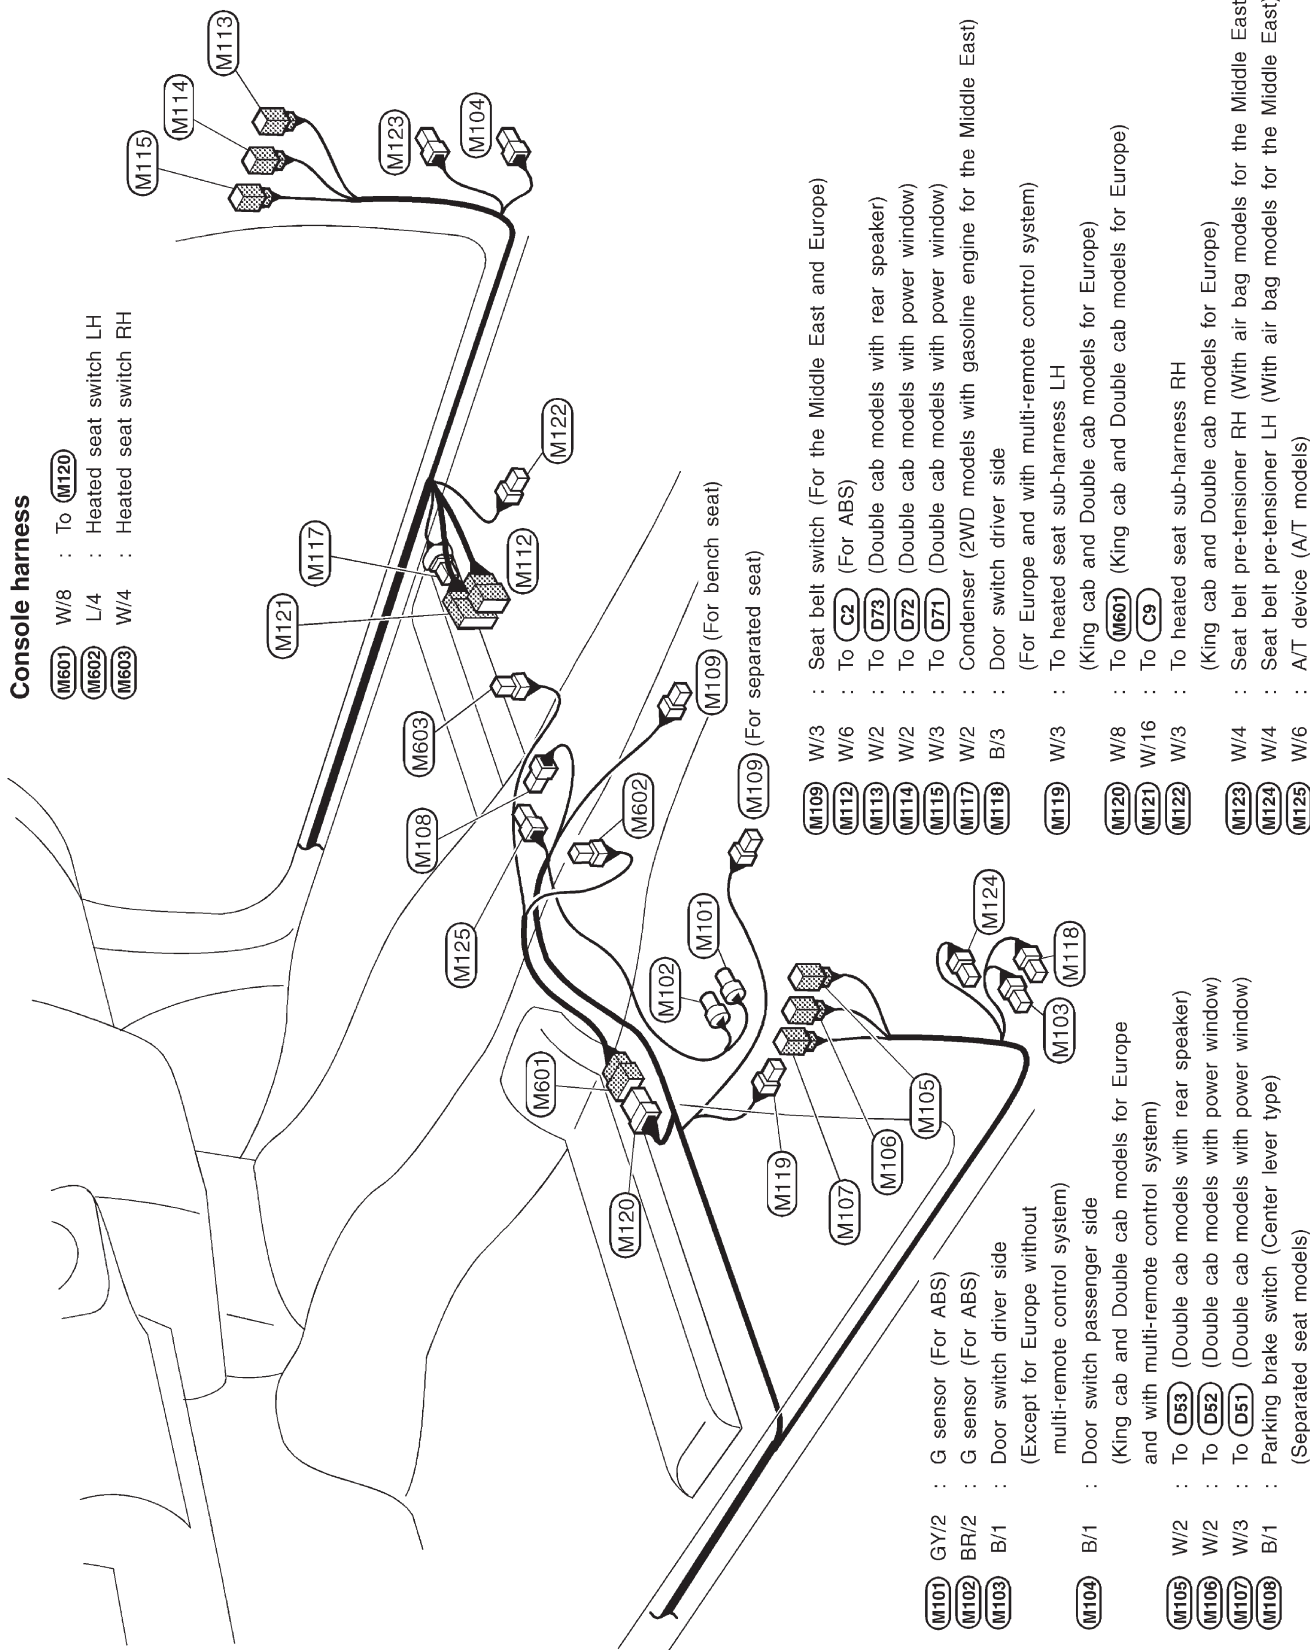 Console harness
M601 W/8 : To M120
M602 L/4 : Heated seat switch LH
M603 W/4 : Heated seat switch RH
M115
M114
M113
M123
M104
M121
M117
M122
M112
M603
M108
M125
M109 (For bench seat)
M602
M109 (For separated seat)
M101
M102
M601
M120
M119
M107
M106
M105
M124
M118
M103
M101 GY/2 : G sensor (For ABS)
M102 BR/2 : G sensor (For ABS)
M103 B/1 : Door switch driver side
(Except for Europe without
multi-remote control system)
M104 B/1 : Door switch passenger side
(King cab and Double cab models for Europe
and with multi-remote control system)
M105 W/2 : To D53 (Double cab models with rear speaker)
M106 W/2 : To D52 (Double cab models with power window)
M107 W/3 : To D51 (Double cab models with power window)
M108 B/1 : Parking brake switch (Center lever type)
(Separated seat models)
M109 W/3 : Seat belt switch (For the Middle East and Europe)
M112 W/6 : To C2 (For ABS)
M113 W/2 : To D73 (Double cab models with rear speaker)
M114 W/2 : To D72 (Double cab models with power window)
M115 W/3 : To D71 (Double cab models with power window)
M117 W/2 : Condenser (2WD models with gasoline engine for the Middle East)
M118 B/3 : Door switch driver side
(For Europe and with multi-remote control system)
M119 W/3 : To heated seat sub-harness LH
(King cab and Double cab models for Europe)
M120 W/8 : To M601 (King cab and Double cab models for Europe)
M121 W/16 : To C9
M122 W/3 : To heated seat sub-harness RH
(King cab and Double cab models for Europe)
M123 W/4 : Seat belt pre-tensioner RH (With air bag models for the Middle East)
M124 W/4 : Seat belt pre-tensioner LH (With air bag models for the Middle East)
M125 W/6 : A/T device (A/T models)